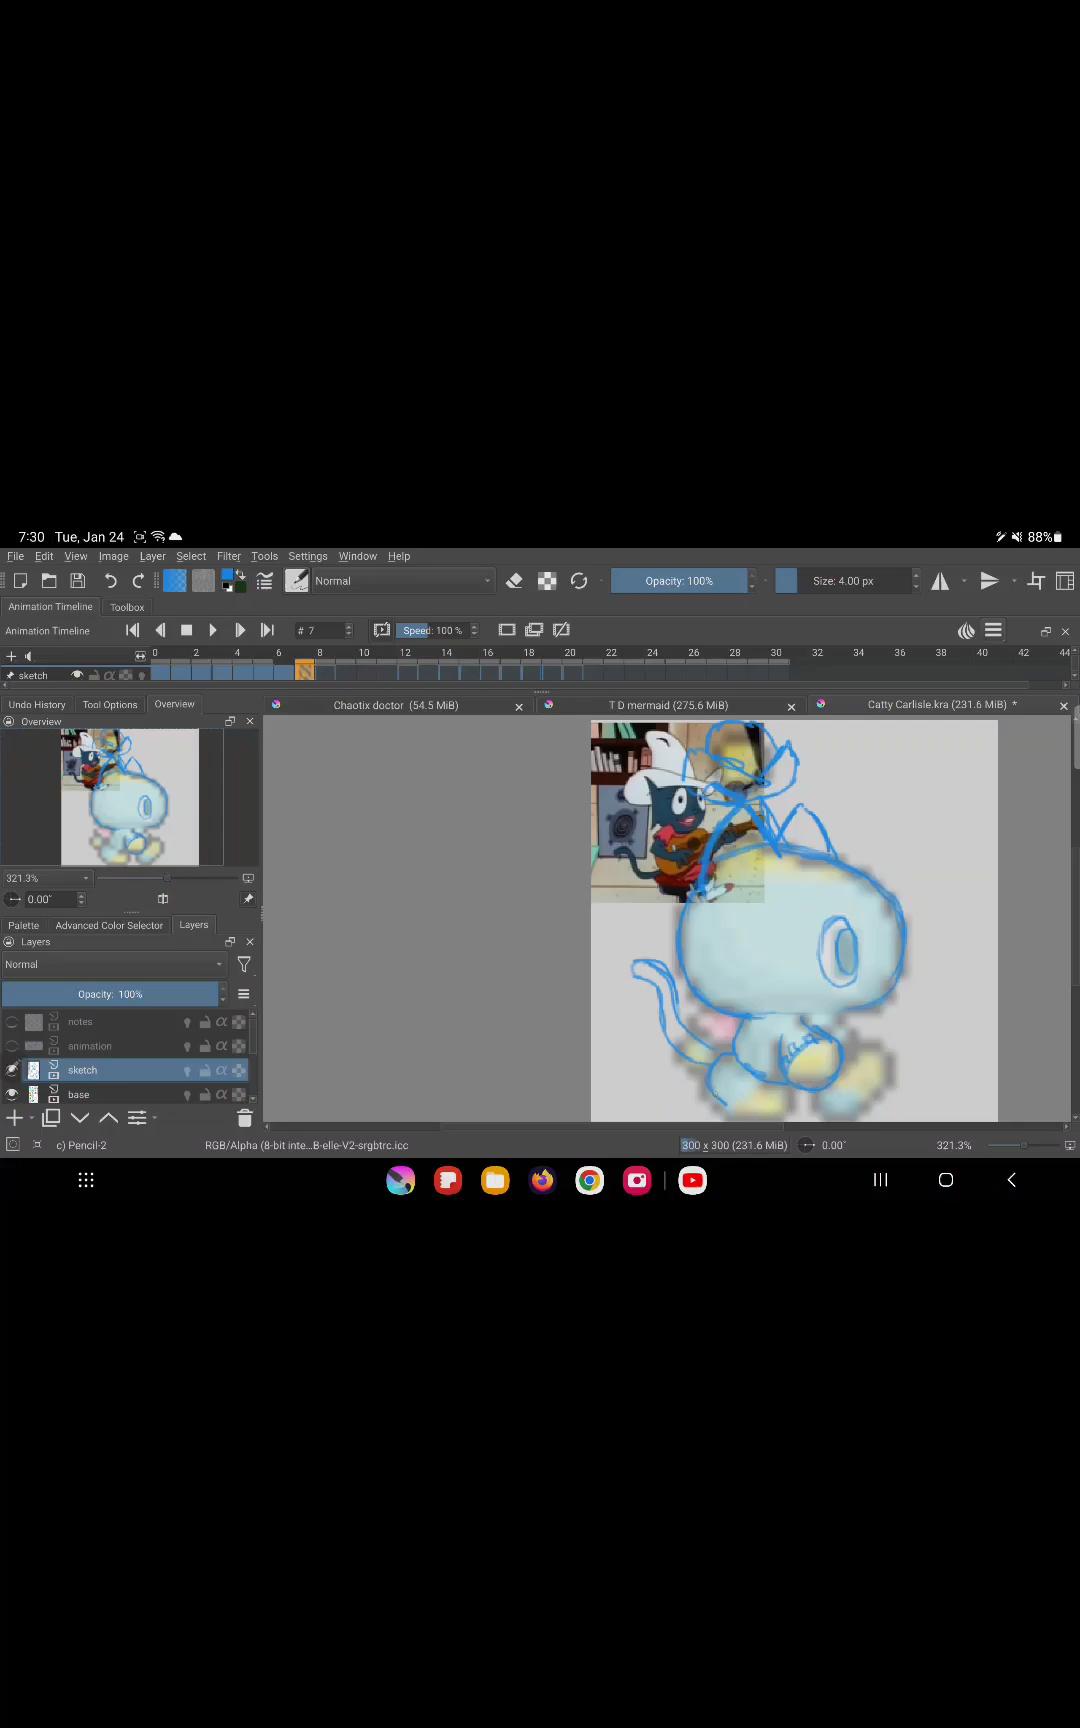 7:30 Tue, Jan 24 88%
File Edit View Image Layer Select Filter Tools Settings Window Help
Normal Opacity: 100% Size: 4.00 px
Animation Timeline Toolbox
Animation Timeline # 7 Speed: 100 %
0 2 4 6 8 10 12 14 16 18 20 22 24 26 28 30 32 34 36 38 40 42 44
sketch α
Undo History Tool Options Overview Chaotix doctor (54.5 MiB) T D mermaid (275.6 MiB) Catty Carlisle.kra (231.6 MiB) *
Overview
321.3%
0.00°
Palette Advanced Color Selector Layers
Layers
Normal
Opacity: 100%
notes α
animation α
sketch α
base α
c) Pencil-2 RGB/Alpha (8-bit inte...B-elle-V2-srgbtrc.icc 300 x 300 (231.6 MiB) 0.00° 321.3%